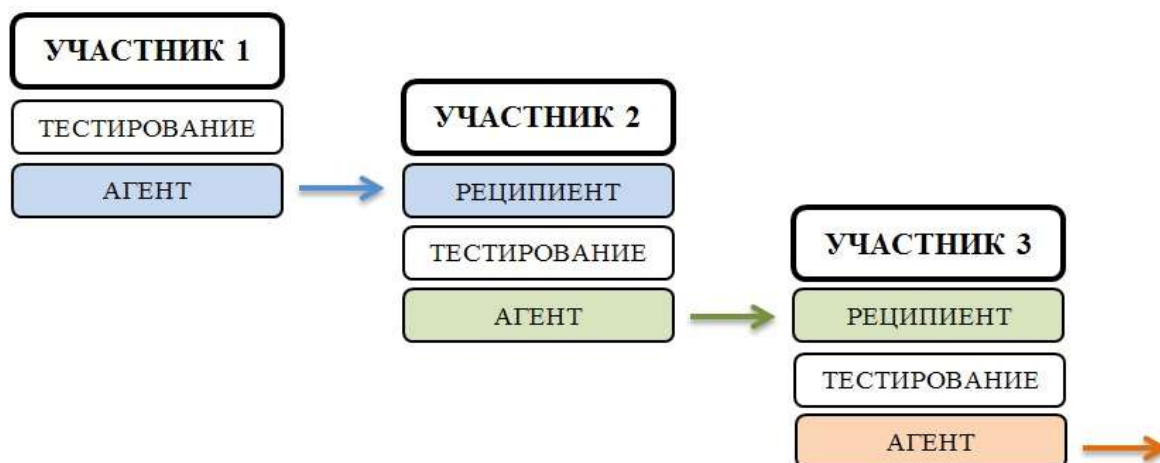 УЧАСТНИК 1
ТЕСТИРОВАНИЕ
АГЕНТ
УЧАСТНИК 2
РЕЦИПИЕНТ
ТЕСТИРОВАНИЕ
АГЕНТ
УЧАСТНИК 3
РЕЦИПИЕНТ
ТЕСТИРОВАНИЕ
АГЕНТ